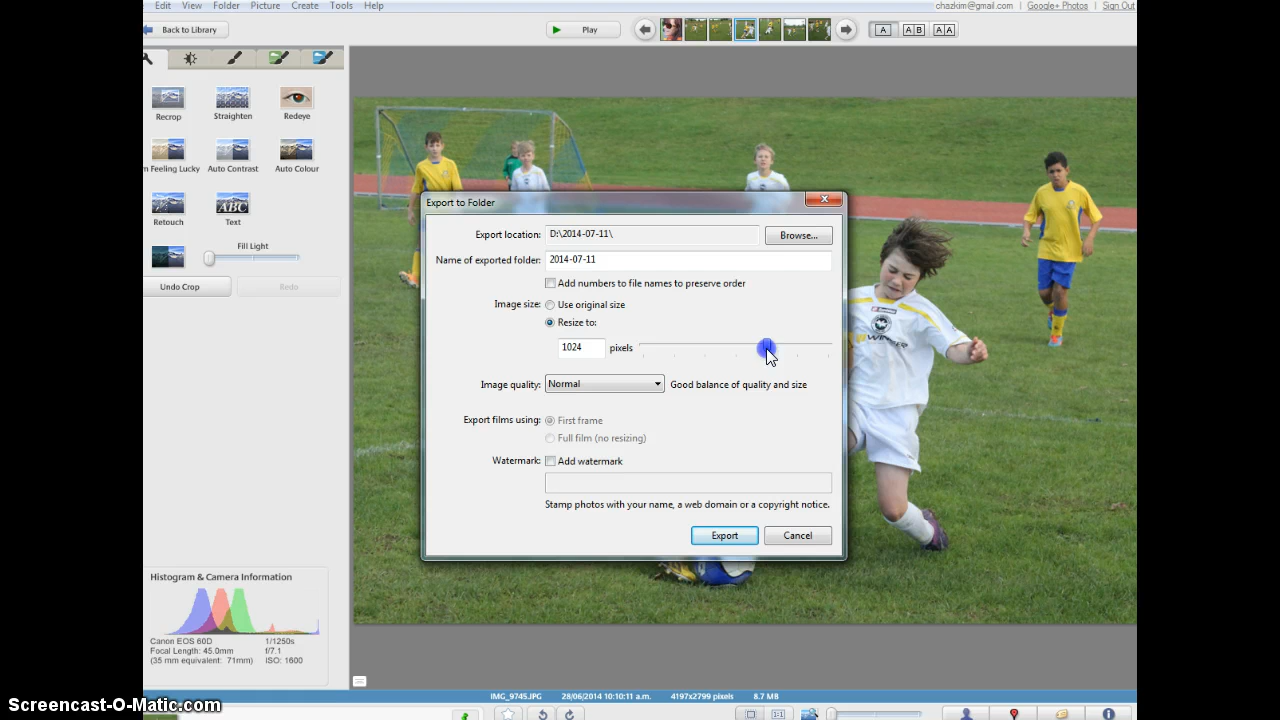 Edit View Folder Picture Create Tools Help
chazkim@gmail.com | Google+ Photos | Sign Out
Back to Library
Play
A
A B
A A
Recrop Straighten Redeye
Feeling Lucky Auto Contrast Auto Colour
Retouch Text
ABC
Fill Light
Undo Crop Redo
Export to Folder
Export location: D:\2014-07-11\ Browse...
Name of exported folder: 2014-07-11
Add numbers to file names to preserve order
Image size: Use original size
Resize to:
1024 pixels
Image quality: Normal Good balance of quality and size
Export films using: First frame
Full film (no resizing)
Watermark: Add watermark
Stamp photos with your name, a web domain or a copyright notice.
Export Cancel
Histogram & Camera Information
Canon EOS 60D 1/1250s
Focal Length: 45.0mm f/7.1
(35 mm equivalent: 71mm) ISO: 1600
IMG_9745.JPG 28/06/2014 10:10:11 a.m. 4197x2799 pixels 8.7 MB
1:1
Screencast-O-Matic.com